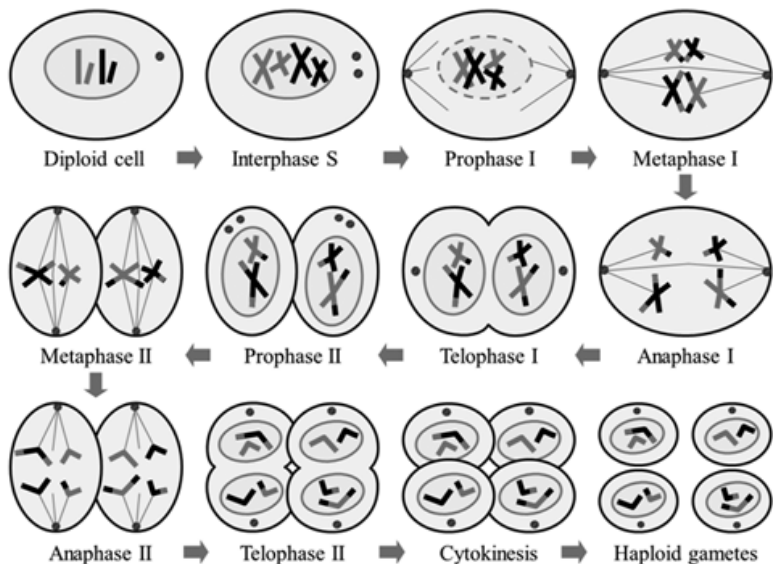 Diploid cell
Interphase S
Prophase I
Metaphase I
Metaphase II
Prophase II
Telophase I
Anaphase I
Anaphase II
Telophase II
Cytokinesis
Haploid gametes